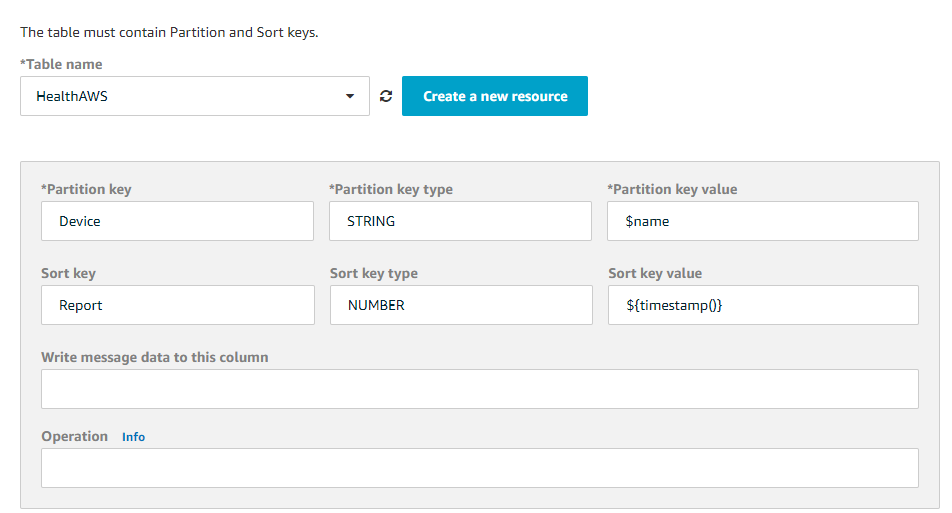 The table must contain Partition and Sort keys.
*Table name
HealthAWS
Create a new resource
*Partition key *Partition key type *Partition key value
Device STRING $name
Sort key Sort key type Sort key value
Report NUMBER ${timestamp()}
Write message data to this column
Operation Info